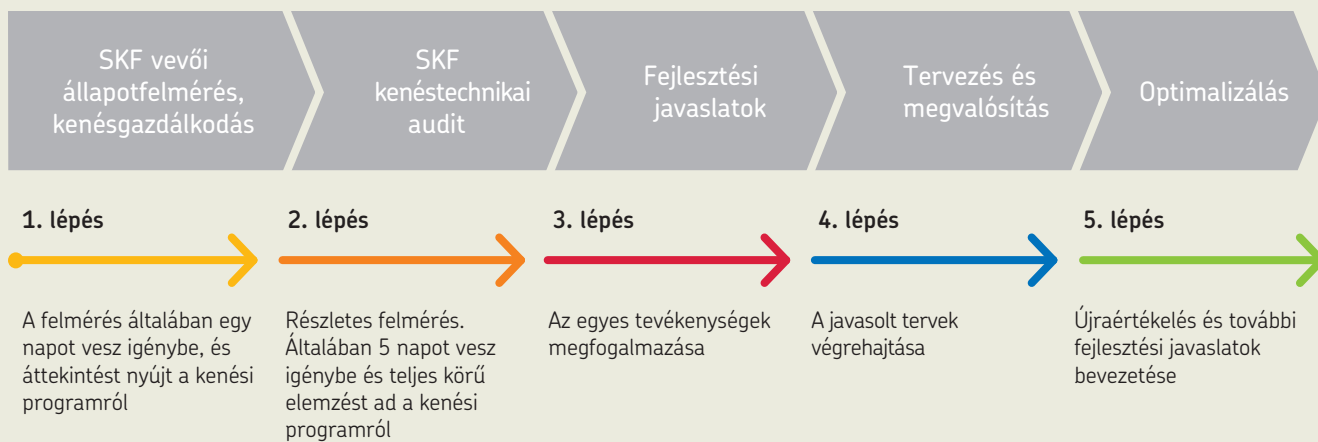 SKF vevői
állapotfelmérés,
kenésgazdálkodás
SKF
kenéstechnikai
audit
Fejlesztési
javaslatok
Tervezés és
megvalósítás
Optimalizálás
1. lépés
A felmérés általában egy
napot vesz igénybe, és
áttekintést nyújt a kenési
programról
2. lépés
Részletes felmérés.
Általában 5 napot vesz
igénybe és teljes körű
elemzést ad a kenési
programról
3. lépés
Az egyes tevékenységek
megfogalmazása
4. lépés
A javasolt tervek
végrehajtása
5. lépés
Újraértékelés és további
fejlesztési javaslatok
bevezetése